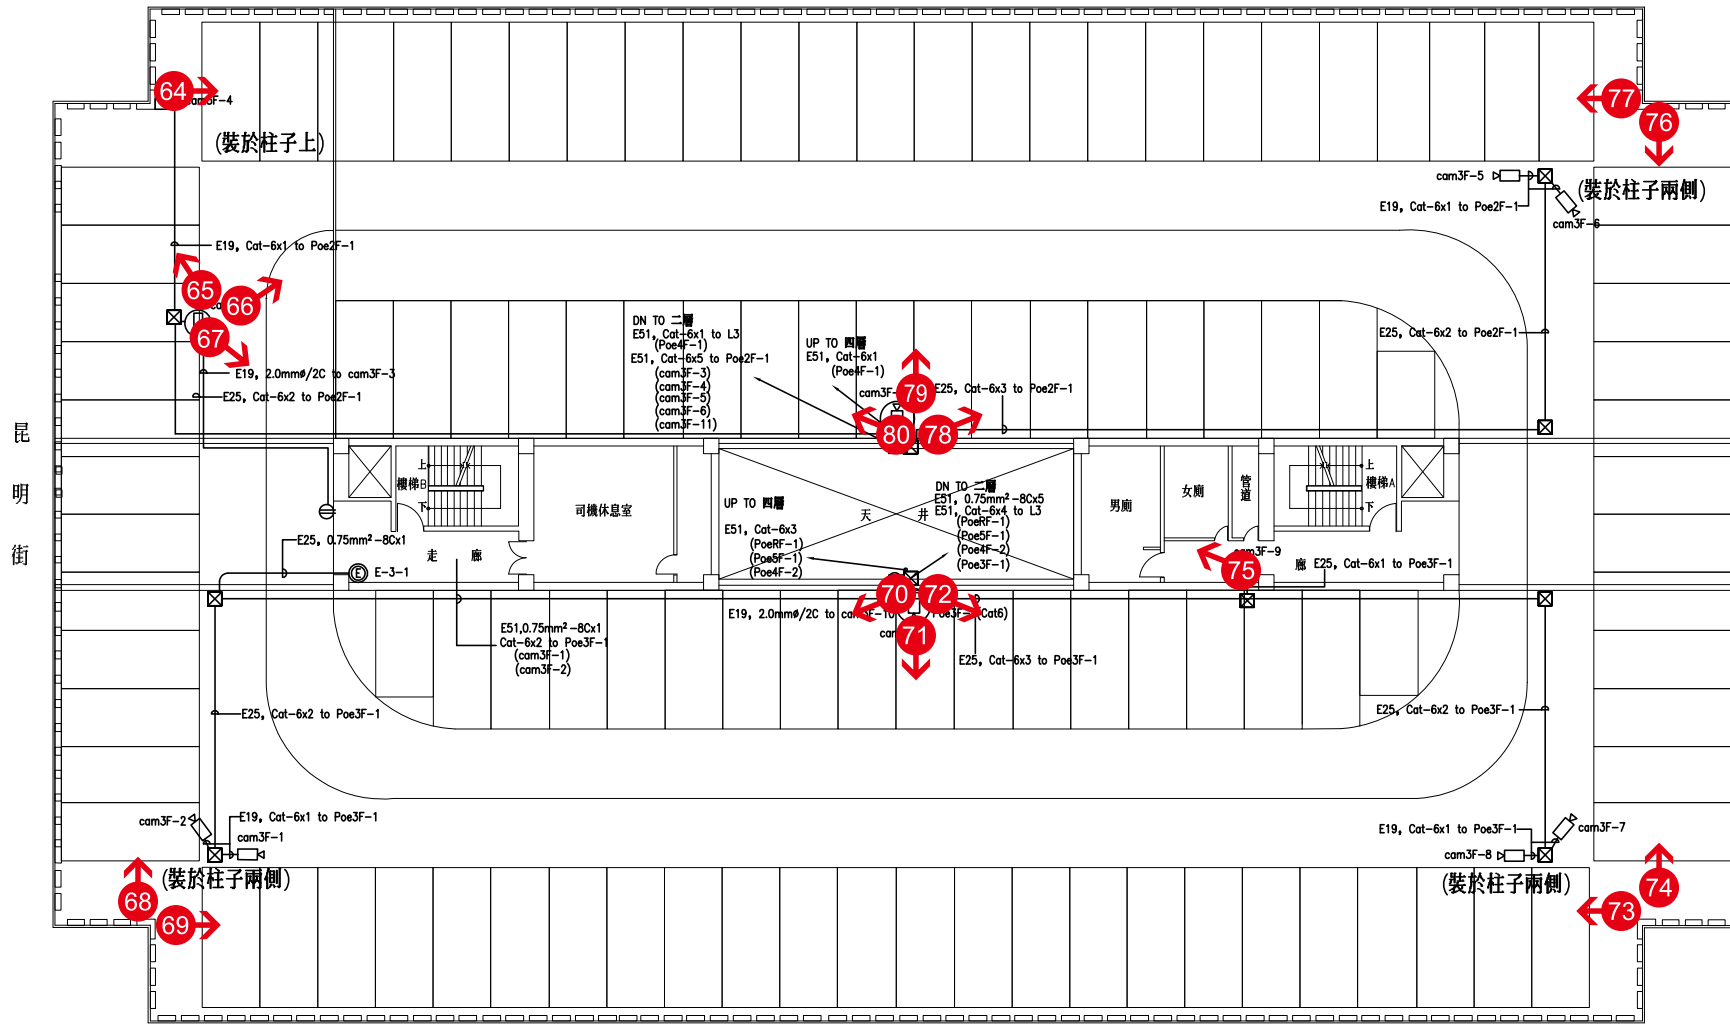 64
77
76
cam3F-4
(裝於柱子上)
cam3F-5
(裝於柱子兩側)
E19, Cat-6x1 to Poe2F-1
cam3F-6
E19, Cat-6x1 to Poe2F-1
65
66
67
DN TO 二層
E51, Cat-6x1 to L3
(Poe4F-1)
E51, Cat-6x5 to Poe2F-1
(cam3F-3)
(cam3F-4)
(cam3F-5)
(cam3F-6)
(cam3F-11)
UP TO 四層
E51, Cat-6x1
(Poe4F-1)
E25, Cat-6x2 to Poe2F-1
E19, 2.0mmø/2C to cam3F-3
E25, Cat-6x2 to Poe2F-1
79
E25, Cat-6x3 to Poe2F-1
80
78
昆明街
上
樓梯B
下
司機休息室
走廊
UP TO 四層
E51, Cat-6x3
(PoeRF-1)
(Poe5F-1)
(Poe4F-2)
天井
DN TO 二層
E51, 0.75mm²-8Cx5
E51, Cat-6x4 to L3
(PoeRF-1)
(Poe5F-1)
(Poe4F-2)
(Poe3F-1)
男廁
女廁
管道
上
樓梯A
下
cam3F-9
廊
75
E25, Cat-6x1 to Poe3F-1
E25, 0.75mm²-8Cx1
E-3-1
70
72
E19, 2.0mmø/2C to cam3F-10
(Cat6)
71
E51,0.75mm²-8Cx1
Cat-6x2 to Poe3F-1
(cam3F-1)
(cam3F-2)
E25, Cat-6x3 to Poe3F-1
E25, Cat-6x2 to Poe3F-1
E25, Cat-6x2 to Poe3F-1
cam3F-2
E19, Cat-6x1 to Poe3F-1
cam3F-1
E19, Cat-6x1 to Poe3F-1
cam3F-7
cam3F-8
(裝於柱子兩側)
(裝於柱子兩側)
68
69
73
74